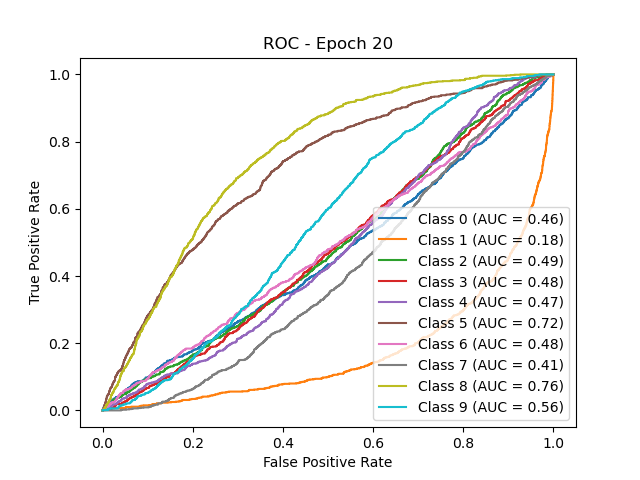 ROC - Epoch 20
True Positive Rate
1.0
0.8
0.6
0.4
0.2
0.0
Class 0 (AUC = 0.46)
Class 1 (AUC = 0.18)
Class 2 (AUC = 0.49)
Class 3 (AUC = 0.48)
Class 4 (AUC = 0.47)
Class 5 (AUC = 0.72)
Class 6 (AUC = 0.48)
Class 7 (AUC = 0.41)
Class 8 (AUC = 0.76)
Class 9 (AUC = 0.56)
0.0 0.2 0.4 0.6 0.8 1.0
False Positive Rate